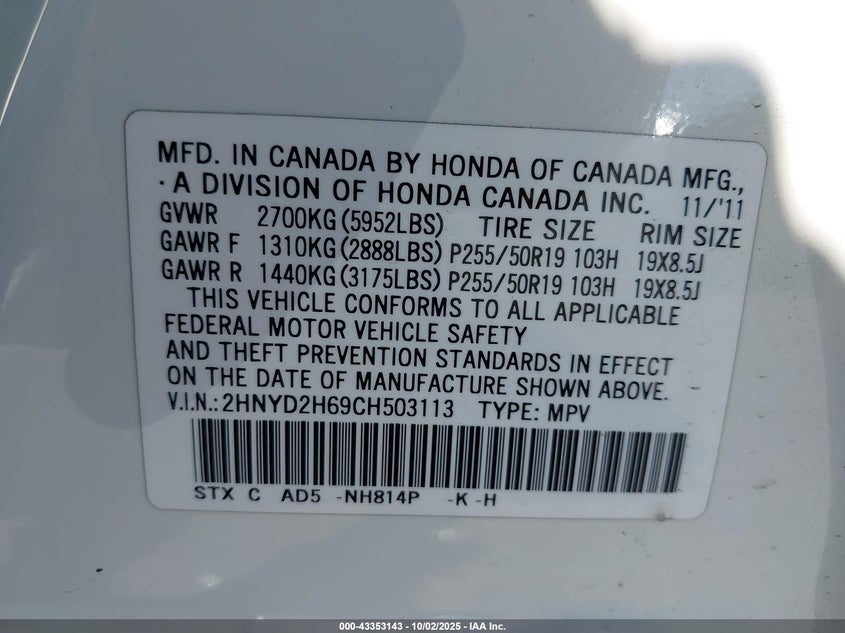 MFD. IN CANADA BY HONDA OF CANADA MFG.,
· A DIVISION OF HONDA CANADA INC. 11/'11
GVWR 2700KG (5952LBS) TIRE SIZE RIM SIZE
GAWR F 1310KG (2888LBS) P255/50R19 103H 19X8.5J
GAWR R 1440KG (3175LBS) P255/50R19 103H 19X8.5J
THIS VEHICLE CONFORMS TO ALL APPLICABLE
FEDERAL MOTOR VEHICLE SAFETY
AND THEFT PREVENTION STANDARDS IN EFFECT
ON THE DATE OF MANUFACTURE SHOWN ABOVE.
V.I.N.: 2HNYD2H69CH503113 TYPE: MPV
STX C AD5 -NH814P -K -H
000-43353143 - 10/02/2025 - IAA Inc.